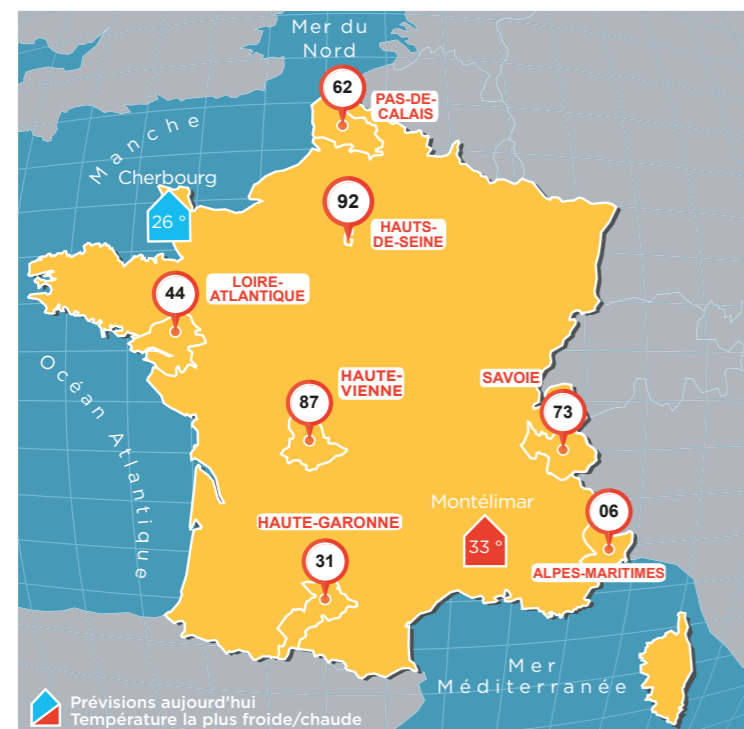 Mer du
Nord
62
PAS-DE-
CALAIS
Manche
Cherbourg
26 °
92
HAUTS-
DE-SEINE
44
LOIRE-
ATLANTIQUE
Océan Atlantique
87
HAUTE-
VIENNE
SAVOIE
73
Montélimar
33 °
06
ALPES-MARITIMES
HAUTE-GARONNE
31
Mer
Méditerranée
Prévisions aujourd'hui
Température la plus froide/chaude